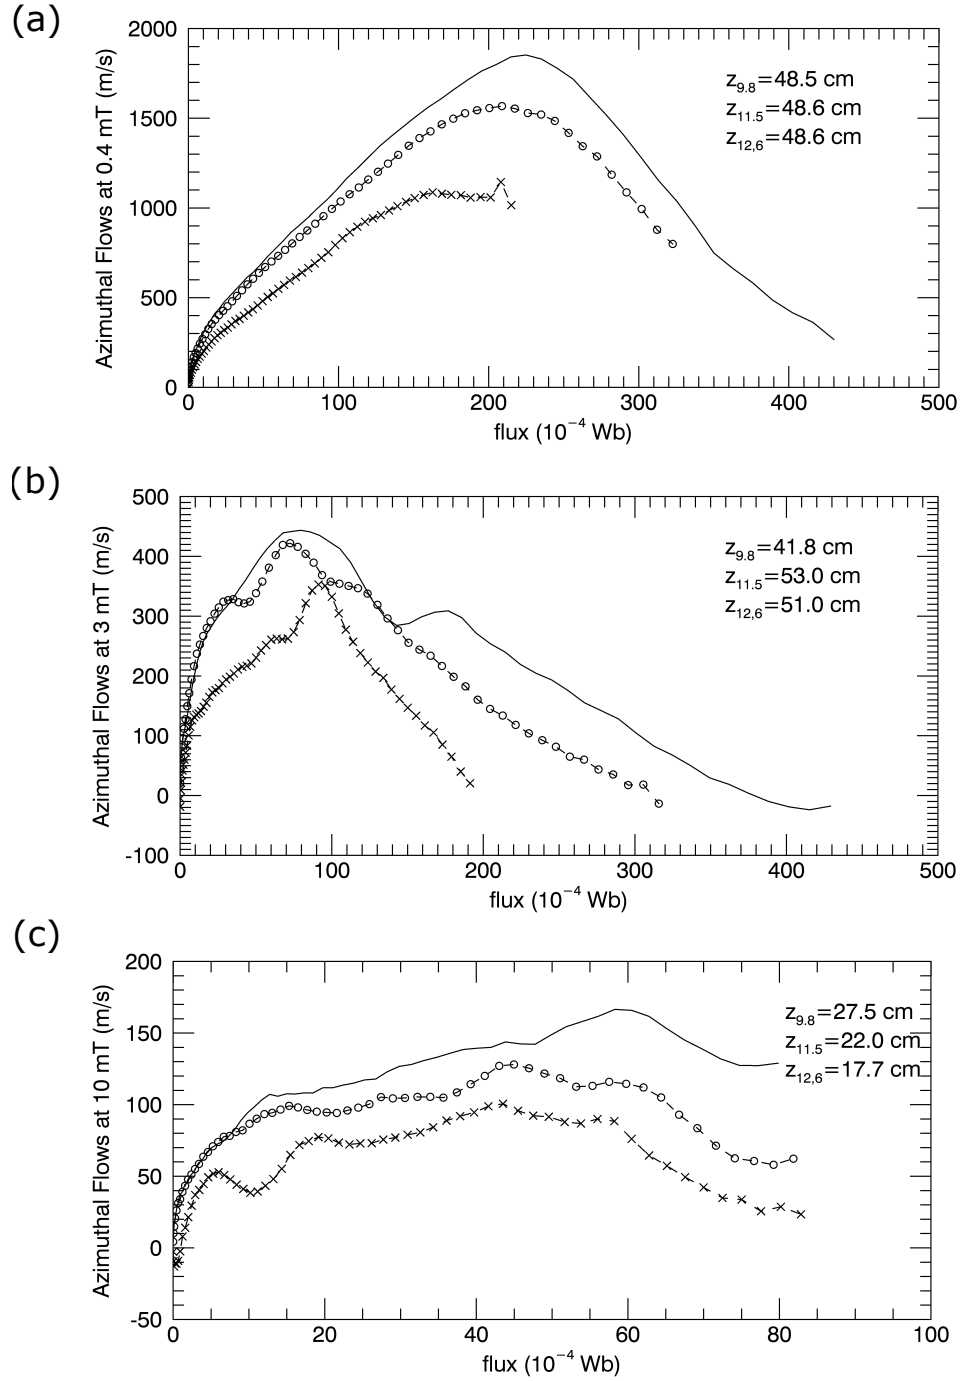 (a)
2000
1500
1000
500
0
Azimuthal Flows at 0.4 mT (m/s)
z9.8=48.5 cm
z11.5=48.6 cm
z12,6=48.6 cm
0 100 200 300 400 500
flux (10−4 Wb)
(b)
500
400
300
200
100
0
-100
Azimuthal Flows at 3 mT (m/s)
z9.8=41.8 cm
z11.5=53.0 cm
z12,6=51.0 cm
0 100 200 300 400 500
flux (10−4 Wb)
(c)
200
150
100
50
0
-50
Azimuthal Flows at 10 mT (m/s)
z9.8=27.5 cm
z11.5=22.0 cm
z12,6=17.7 cm
0 20 40 60 80 100
flux (10−4 Wb)